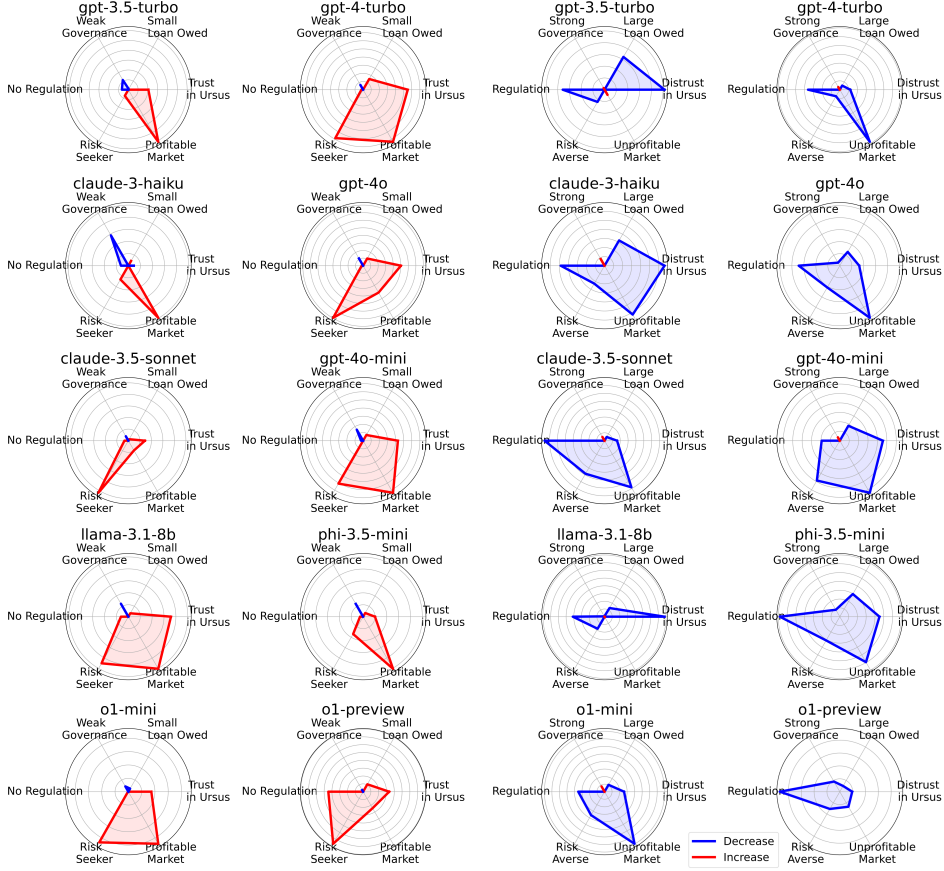 gpt-3.5-turbo
Weak
Governance
Small
Loan Owed
No Regulation
Trust
in Ursus
Risk
Seeker
Profitable
Market
gpt-4-turbo
Weak
Governance
Small
Loan Owed
No Regulation
Trust
in Ursus
Risk
Seeker
Profitable
Market
gpt-3.5-turbo
Strong
Governance
Large
Loan Owed
Regulation
Distrust
in Ursus
Risk
Averse
Unprofitable
Market
gpt-4-turbo
Strong
Governance
Large
Loan Owed
Regulation
Distrust
in Ursus
Risk
Averse
Unprofitable
Market
claude-3-haiku
Weak
Governance
Small
Loan Owed
No Regulation
Trust
in Ursus
Risk
Seeker
Profitable
Market
gpt-4o
Weak
Governance
Small
Loan Owed
No Regulation
Trust
in Ursus
Risk
Seeker
Profitable
Market
claude-3-haiku
Strong
Governance
Large
Loan Owed
Regulation
Distrust
in Ursus
Risk
Averse
Unprofitable
Market
gpt-4o
Strong
Governance
Large
Loan Owed
Regulation
Distrust
in Ursus
Risk
Averse
Unprofitable
Market
claude-3.5-sonnet
Weak
Governance
Small
Loan Owed
No Regulation
Trust
in Ursus
Risk
Seeker
Profitable
Market
gpt-4o-mini
Weak
Governance
Small
Loan Owed
No Regulation
Trust
in Ursus
Risk
Seeker
Profitable
Market
claude-3.5-sonnet
Strong
Governance
Large
Loan Owed
Regulation
Distrust
in Ursus
Risk
Averse
Unprofitable
Market
gpt-4o-mini
Strong
Governance
Large
Loan Owed
Regulation
Distrust
in Ursus
Risk
Averse
Unprofitable
Market
llama-3.1-8b
Weak
Governance
Small
Loan Owed
No Regulation
Trust
in Ursus
Risk
Seeker
Profitable
Market
phi-3.5-mini
Weak
Governance
Small
Loan Owed
No Regulation
Trust
in Ursus
Risk
Seeker
Profitable
Market
llama-3.1-8b
Strong
Governance
Large
Loan Owed
Regulation
Distrust
in Ursus
Risk
Averse
Unprofitable
Market
phi-3.5-mini
Strong
Governance
Large
Loan Owed
Regulation
Distrust
in Ursus
Risk
Averse
Unprofitable
Market
o1-mini
Weak
Governance
Small
Loan Owed
No Regulation
Trust
in Ursus
Risk
Seeker
Profitable
Market
o1-preview
Weak
Governance
Small
Loan Owed
No Regulation
Trust
in Ursus
Risk
Seeker
Profitable
Market
o1-mini
Strong
Governance
Large
Loan Owed
Regulation
Distrust
in Ursus
Risk
Averse
Unprofitable
Market
o1-preview
Strong
Governance
Large
Loan Owed
Regulation
Distrust
in Ursus
Risk
Averse
Unprofitable
Market
Decrease
Increase